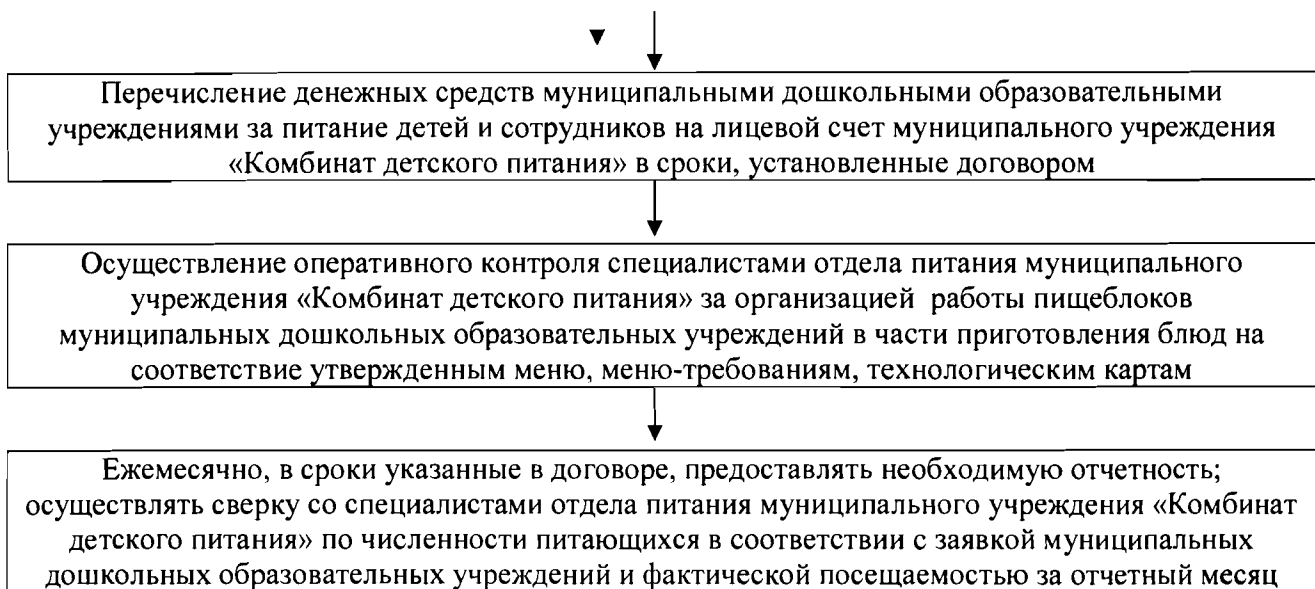 Перечисление денежных средств муниципальными дошкольными образовательными
учреждениями за питание детей и сотрудников на лицевой счет муниципального учреждения
«Комбинат детского питания» в сроки, установленные договором
Осуществление оперативного контроля специалистами отдела питания муниципального
учреждения «Комбинат детского питания» за организацией работы пищеблоков
муниципальных дошкольных образовательных учреждений в части приготовления блюд на
соответствие утвержденным меню, меню-требованиям, технологическим картам
Ежемесячно, в сроки указанные в договоре, предоставлять необходимую отчетность;
осуществлять сверку со специалистами отдела питания муниципального учреждения «Комбинат
детского питания» по численности питающихся в соответствии с заявкой муниципальных
дошкольных образовательных учреждений и фактической посещаемостью за отчетный месяц